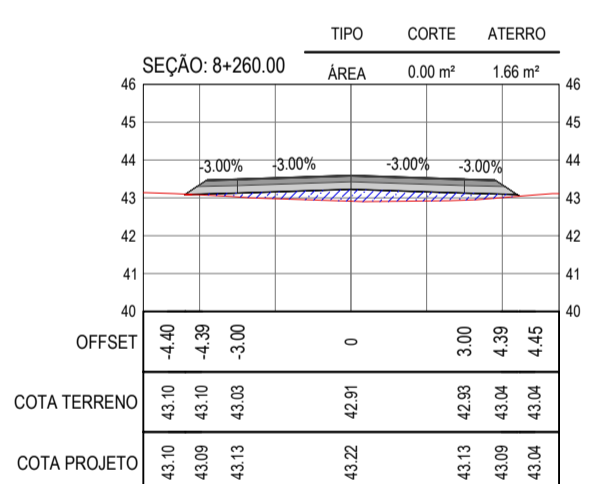 TIPO CORTE ATERRO
SEÇÃO: 8+260.00
ÁREA 0.00 m² 1.66 m²
46 46
45 45
44 44
-3.00% -3.00% -3.00% -3.00%
43 43
42 42
41 41
40 40
OFFSET -4.40 -4.39 -3.00 0 3.00 4.39 4.45
COTA TERRENO 43.10 43.10 43.03 42.91 42.93 43.04 43.04
COTA PROJETO 43.10 43.09 43.13 43.22 43.13 43.09 43.04